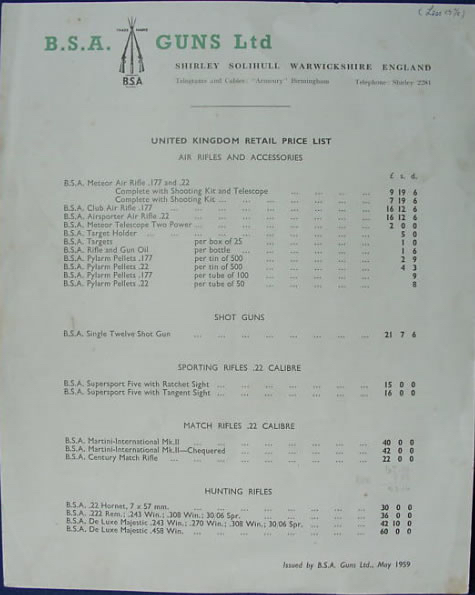 B.S.A. GUNS Ltd
TRADE MARK
BSA
SHIRLEY SOLIHULL WARWICKSHIRE ENGLAND
Telegrams and Cables: "Armoury" Birmingham Telephone: Shirley 2281
UNITED KINGDOM RETAIL PRICE LIST
AIR RIFLES AND ACCESSORIES
£ s. d.
B.S.A. Meteor Air Rifle .177 and .22
Complete with Shooting Kit and Telescope ... ... ... ... 9 19 6
Complete with Shooting Kit ... ... ... ... ... ... 7 19 6
B.S.A. Club Air Rifle .177 ... ... ... ... ... ... ... 16 12 6
B.S.A. Airsporter Air Rifle .22 ... ... ... ... ... ... 16 12 6
B.S.A. Meteor Telescope Two Power ... ... ... ... ... ... 2 0 0
B.S.A. Target Holder ... ... ... ... ... ... ... ... 5 0
B.S.A. Targets per box of 25 ... ... ... ... ... 1 0
B.S.A. Rifle and Gun Oil per bottle ... ... ... ... ... 1 6
B.S.A. Pylarm Pellets .177 per tin of 500 ... ... ... ... ... 2 9
B.S.A. Pylarm Pellets .22 per tin of 500 ... ... ... ... ... 4 3
B.S.A. Pylarm Pellets .177 per tube of 100 ... ... ... ... 9
B.S.A. Pylarm Pellets .22 per tube of 50 ... ... ... ... 8
SHOT GUNS
B.S.A. Single Twelve Shot Gun ... ... ... ... ... ... 21 7 6
SPORTING RIFLES .22 CALIBRE
B.S.A. Supersport Five with Ratchet Sight ... ... ... ... ... 15 0 0
B.S.A. Supersport Five with Tangent Sight ... ... ... ... ... 16 0 0
MATCH RIFLES .22 CALIBRE
B.S.A. Martini-International Mk.II ... ... ... ... ... ... 40 0 0
B.S.A. Martini-International Mk.II—Chequered ... ... ... ... ... 42 0 0
B.S.A. Century Match Rifle ... ... ... ... ... ... ... 22 0 0
HUNTING RIFLES
B.S.A. .22 Hornet, 7 x 57 mm. ... ... ... ... ... ... 30 0 0
B.S.A. .222 Rem.; .243 Win.; .308 Win.; 30.06 Spr. ... ... ... ... 36 0 0
B.S.A. De Luxe Majestic .243 Win.; .270 Win.; .308 Win.; 30.06 Spr. ... ... ... 42 10 0
B.S.A. De Luxe Majestic .458 Win. ... ... ... ... ... ... 60 0 0
Issued by B.S.A. Guns Ltd., May 1959